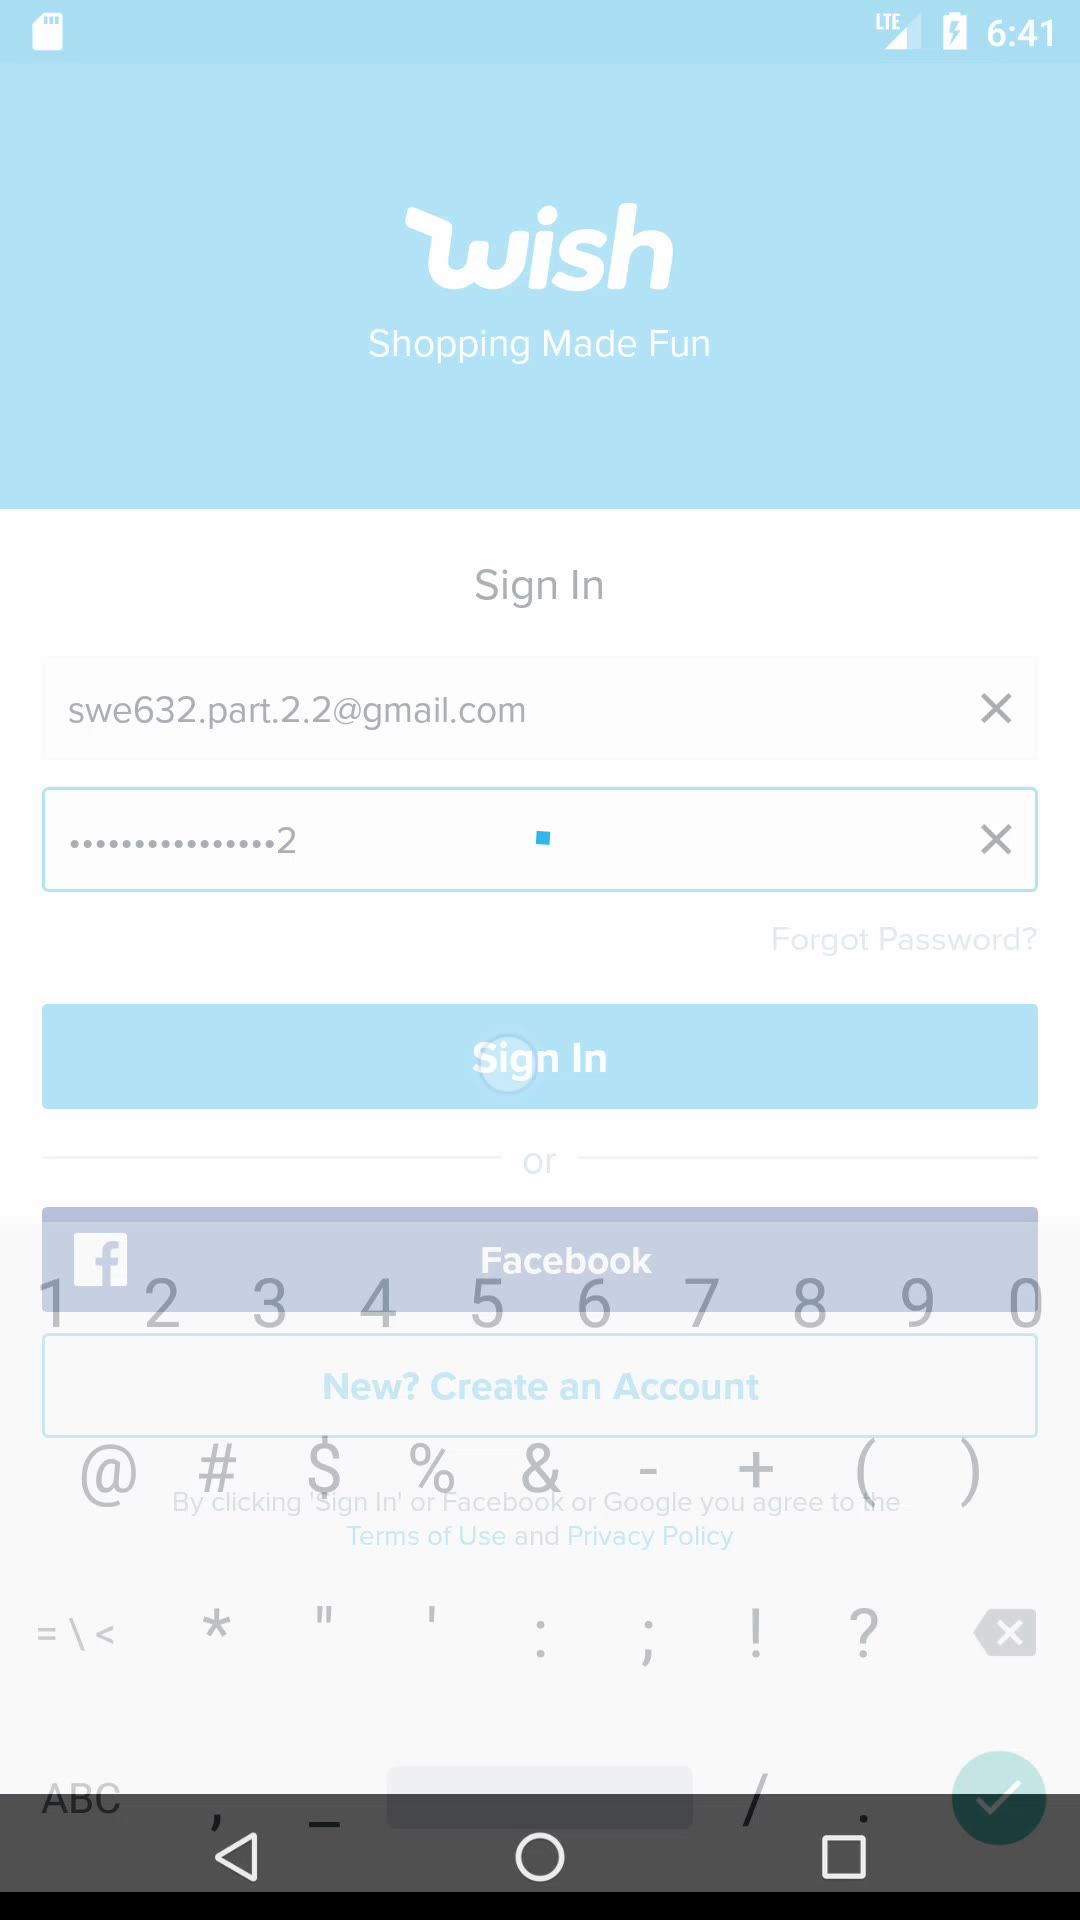 LTE 6:41
wish
Shopping Made Fun
Sign In
swe632.part.2.2@gmail.com
••••••••••••••••2
Forgot Password?
Sign In
or
Facebook
1 2 3 4 5 6 7 8 9 0
New? Create an Account
@ # $ % & - + ( )
By clicking 'Sign In' or Facebook or Google you agree to the
Terms of Use and Privacy Policy
= \ < * " ' : ; ! ?
ABC , _ / .